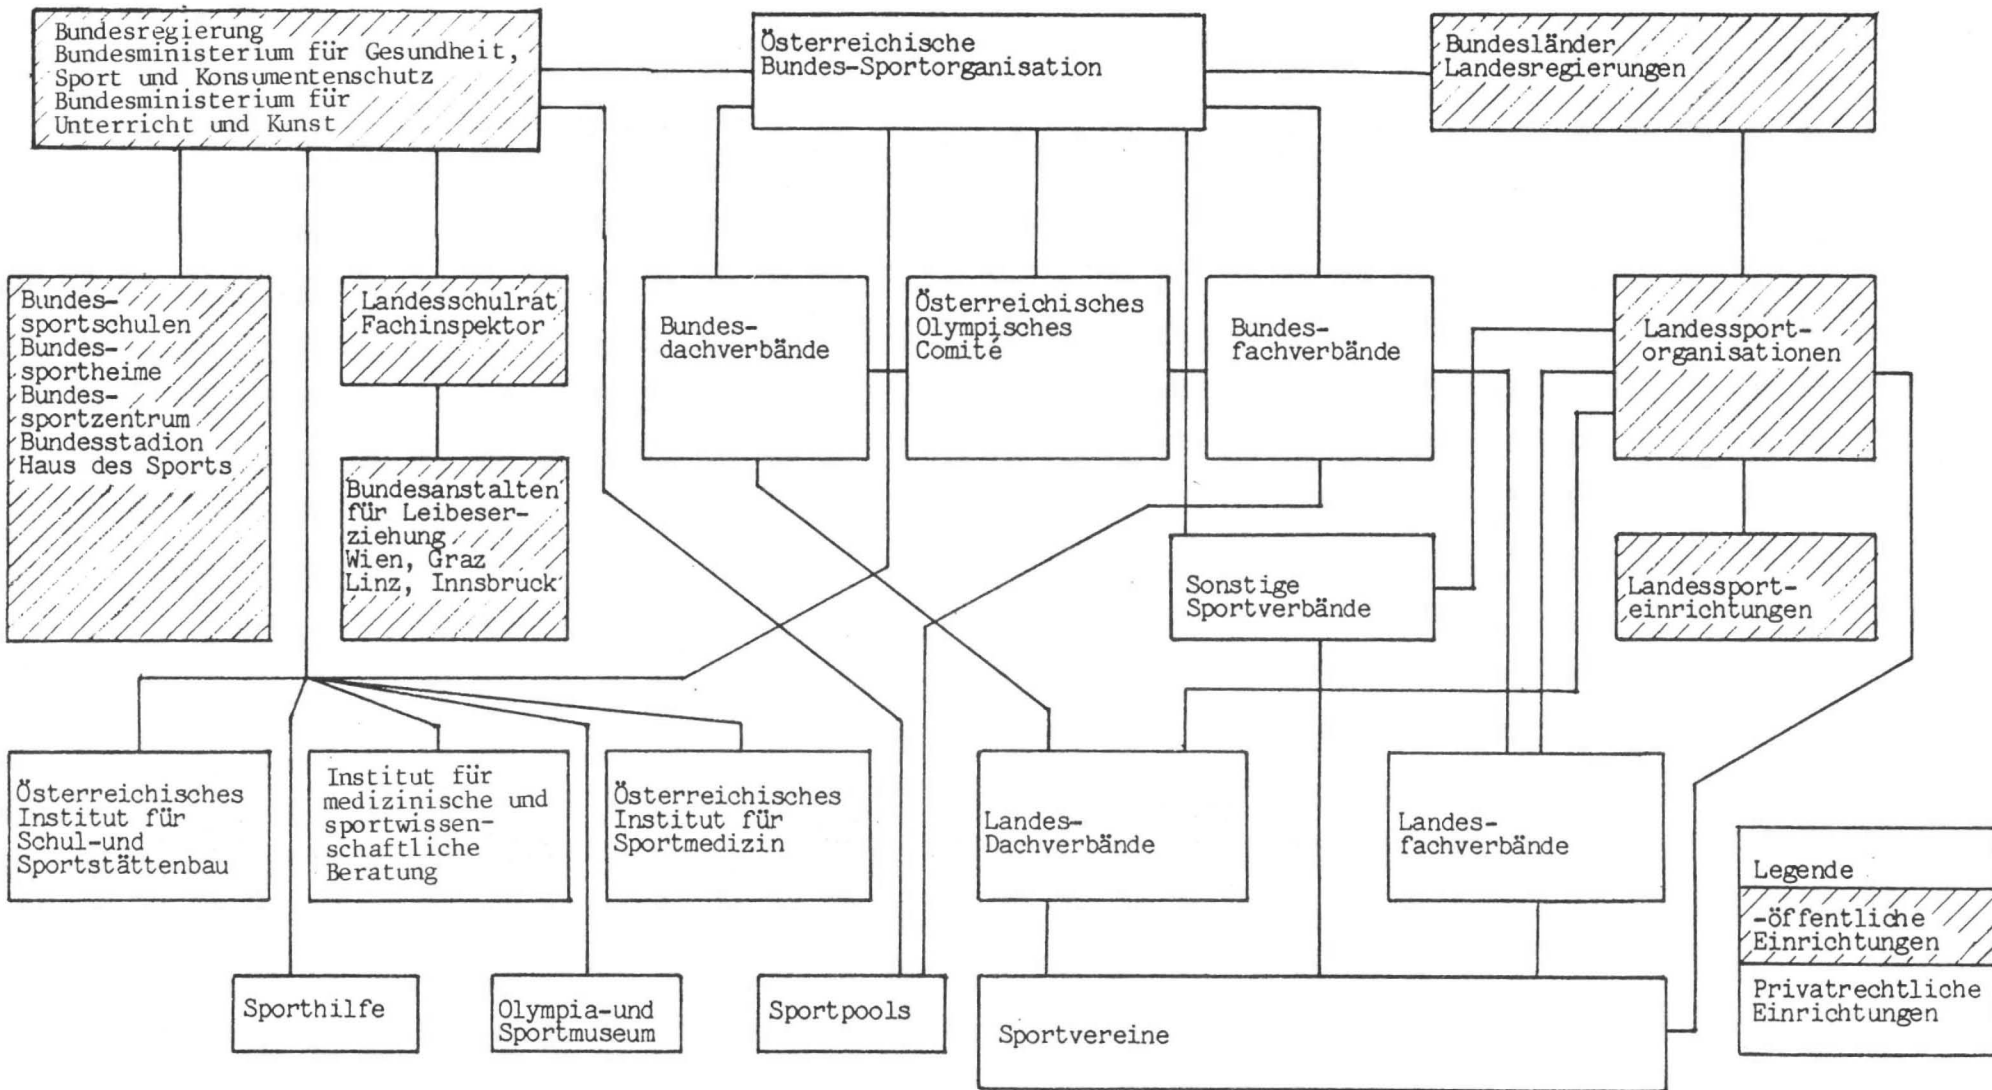 Bundesregierung
Bundesministerium für Gesundheit,
Sport und Konsumentenschutz
Bundesministerium für
Unterricht und Kunst
Österreichische
Bundes-Sportorganisation
Bundesländer
Landesregierungen
Bundes-
sportschulen
Bundes-
sportheime
Bundes-
sportzentrum
Bundesstadion
Haus des Sports
Landesschulrat
Fachinspektor
Bundes-
dachverbände
Österreichisches
Olympisches
Comité
Bundes-
fachverbände
Landessport-
organisationen
Bundesanstalten
für Leibeser-
ziehung
Wien, Graz
Linz, Innsbruck
Sonstige
Sportverbände
Landessport-
einrichtungen
Österreichisches
Institut für
Schul-und
Sportstättenbau
Institut für
medizinische und
sportwissen-
schaftliche
Beratung
Österreichisches
Institut für
Sportmedizin
Landes-
Dachverbände
Landes-
fachverbände
Sporthilfe
Olympia-und
Sportmuseum
Sportpools
Sportvereine
Legende
-öffentliche
Einrichtungen
Privatrechtliche
Einrichtungen